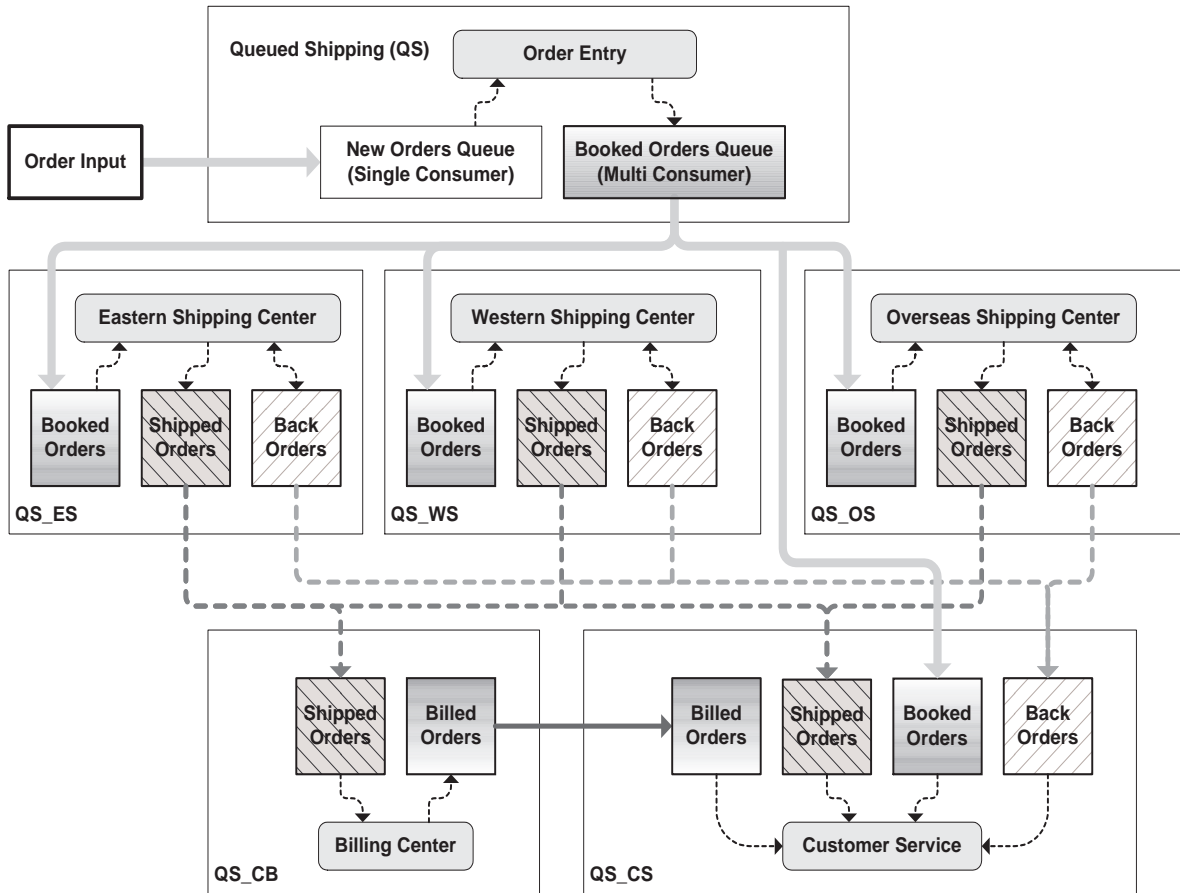 Queued Shipping (QS)
Order Entry
Order Input
New Orders Queue
(Single Consumer)
Booked Orders Queue
(Multi Consumer)
Eastern Shipping Center
Booked
Orders
Shipped
Orders
Back
Orders
QS_ES
Western Shipping Center
Booked
Orders
Shipped
Orders
Back
Orders
QS_WS
Overseas Shipping Center
Booked
Orders
Shipped
Orders
Back
Orders
QS_OS
Shipped
Orders
Billed
Orders
Billing Center
QS_CB
Billed
Orders
Shipped
Orders
Booked
Orders
Back
Orders
Customer Service
QS_CS